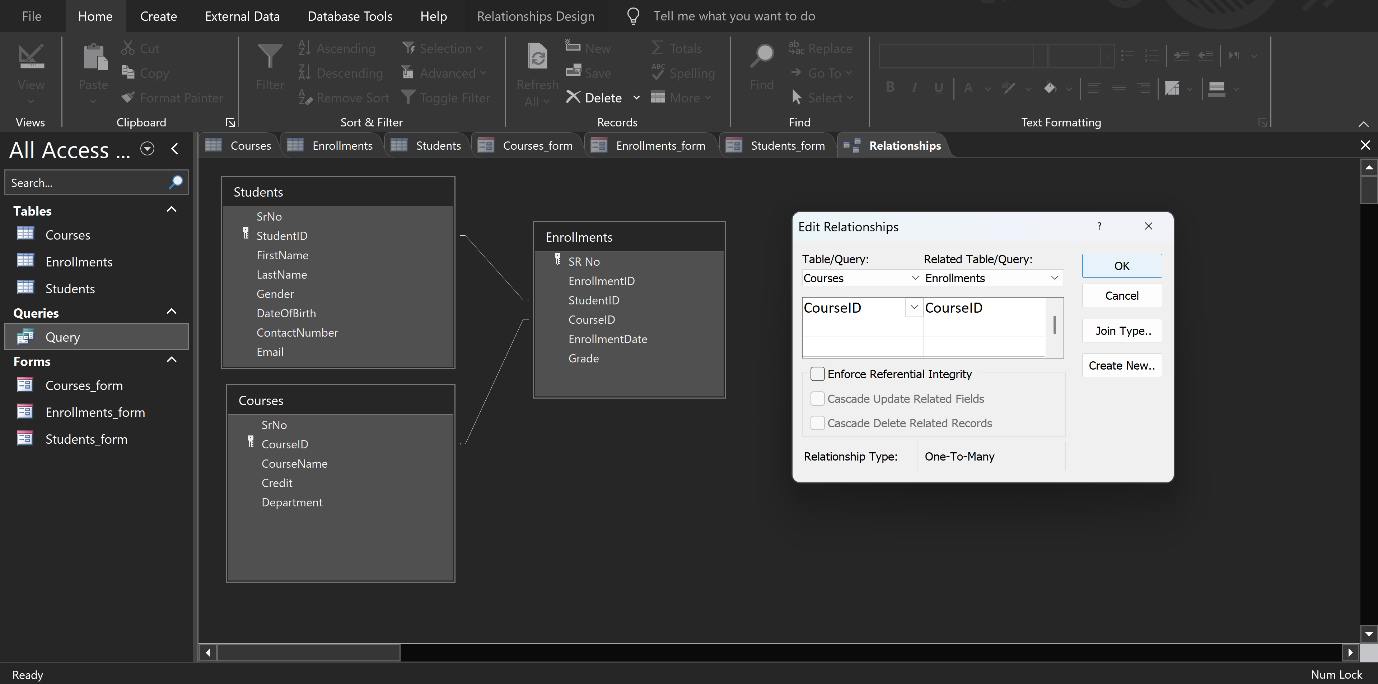 File Home Create External Data Database Tools Help Relationships Design Tell me what you want to do
View
Views
Paste
Cut
Copy
Format Painter
Clipboard
Filter
Ascending
Descending
Remove Sort
Selection
Advanced
Toggle Filter
Sort & Filter
Refresh
All
New
Save
Delete
Totals
Spelling
More
Records
Find
Replace
Go To
Select
Find
B I U A
Text Formatting
All Access ...
Search...
Tables
Courses
Enrollments
Students
Queries
Query
Forms
Courses_form
Enrollments_form
Students_form
Courses Enrollments Students Courses_form Enrollments_form Students_form Relationships
Students
SrNo
StudentID
FirstName
LastName
Gender
DateOfBirth
ContactNumber
Email
Courses
SrNo
CourseID
CourseName
Credit
Department
Enrollments
SR No
EnrollmentID
StudentID
CourseID
EnrollmentDate
Grade
Edit Relationships ?
Table/Query: Related Table/Query:
Courses Enrollments
CourseID CourseID
Enforce Referential Integrity
Cascade Update Related Fields
Cascade Delete Related Records
Relationship Type: One-To-Many
OK
Cancel
Join Type..
Create New..
Ready Num Lock